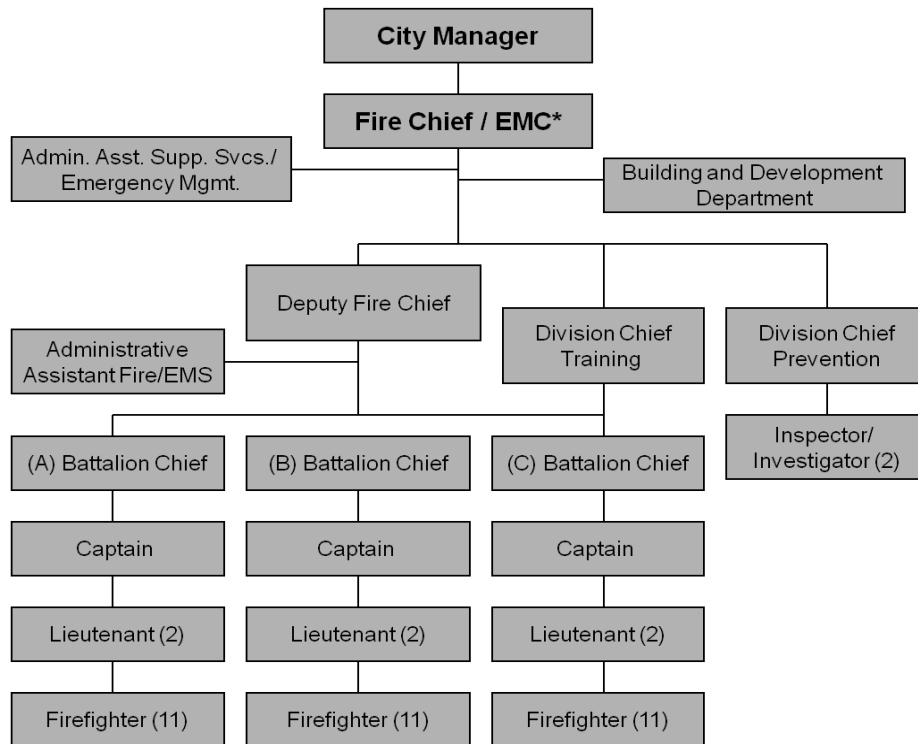 City Manager
Fire Chief / EMC*
Admin. Asst. Supp. Svcs./
Emergency Mgmt.
Building and Development
Department
Deputy Fire Chief
Division Chief
Training
Division Chief
Prevention
Administrative
Assistant Fire/EMS
(A) Battalion Chief
(B) Battalion Chief
(C) Battalion Chief
Inspector/
Investigator (2)
Captain
Captain
Captain
Lieutenant (2)
Lieutenant (2)
Lieutenant (2)
Firefighter (11)
Firefighter (11)
Firefighter (11)